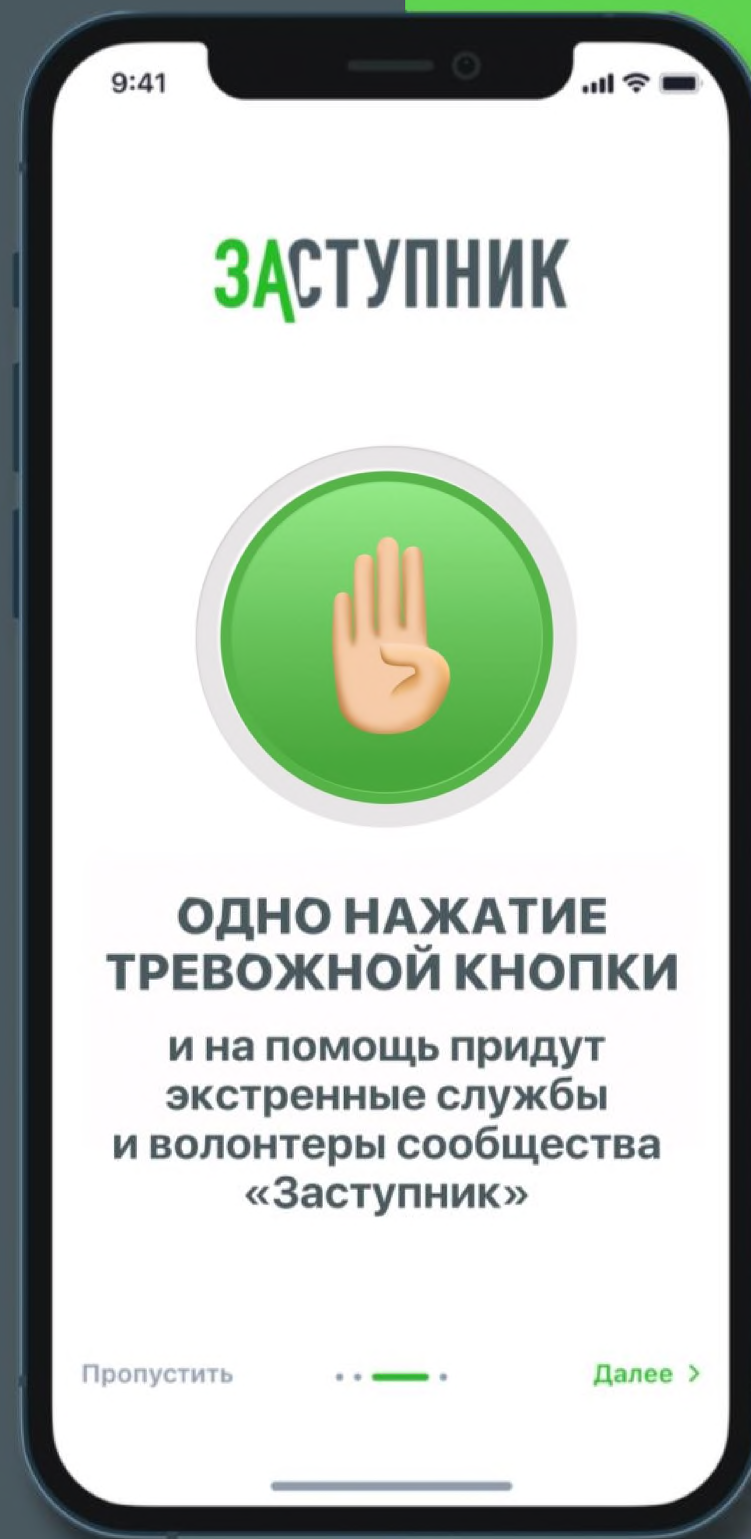 9:41
ЗАСТУПНИК
ОДНО НАЖАТИЕ
ТРЕВОЖНОЙ КНОПКИ
и на помощь придут
экстренные службы
и волонтеры сообщества
«Заступник»
Пропустить
Далее >